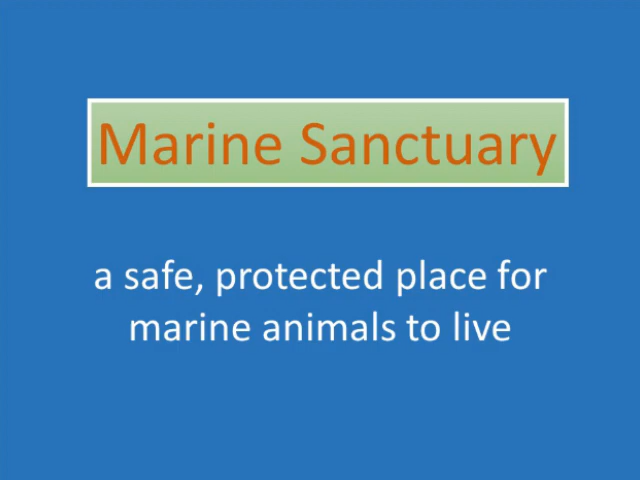 Marine Sanctuary
a safe, protected place for
marine animals to live